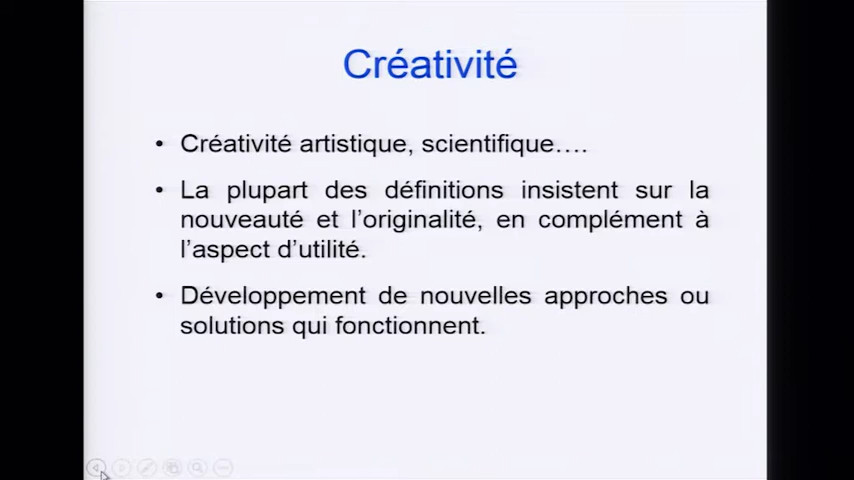 Créativité
• Créativité artistique, scientifique….
• La plupart des définitions insistent sur la
nouveauté et l’originalité, en complément à
l’aspect d’utilité.
• Développement de nouvelles approches ou
solutions qui fonctionnent.